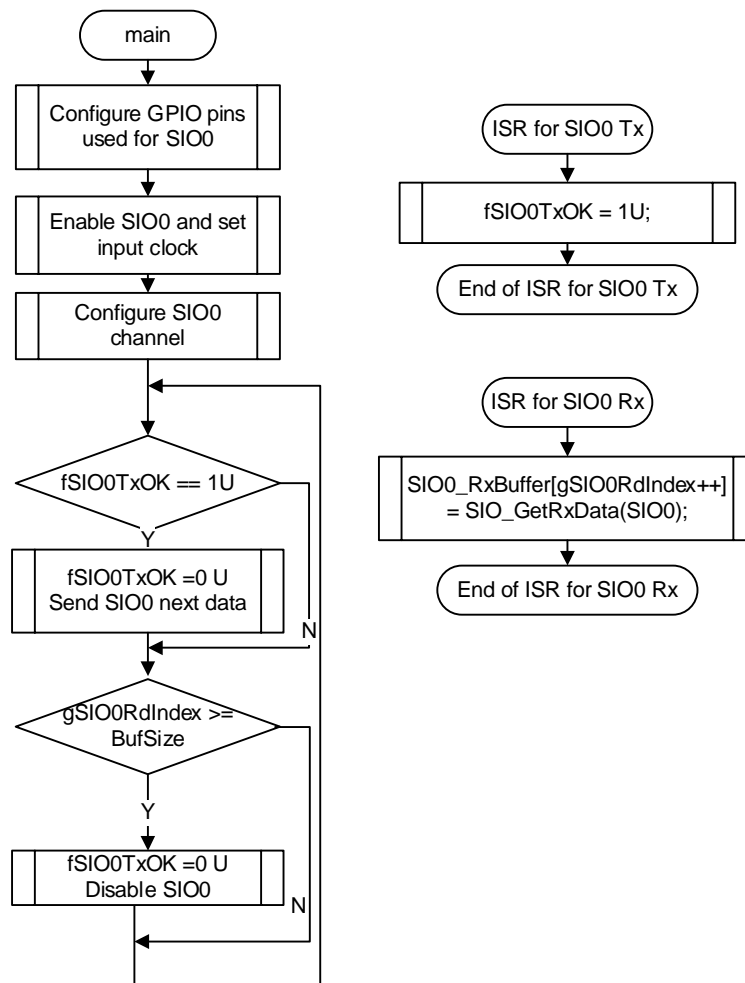 main
Configure GPIO pins
used for SIO0
Enable SIO0 and set
input clock
Configure SIO0
channel
fSIO0TxOK == 1U
Y
fSIO0TxOK =0 U
Send SIO0 next data
N
gSIO0RdIndex >=
BufSize
Y
fSIO0TxOK =0 U
Disable SIO0
N
ISR for SIO0 Tx
fSIO0TxOK = 1U;
End of ISR for SIO0 Tx
ISR for SIO0 Rx
SIO0_RxBuffer[gSIO0RdIndex++]
= SIO_GetRxData(SIO0);
End of ISR for SIO0 Rx